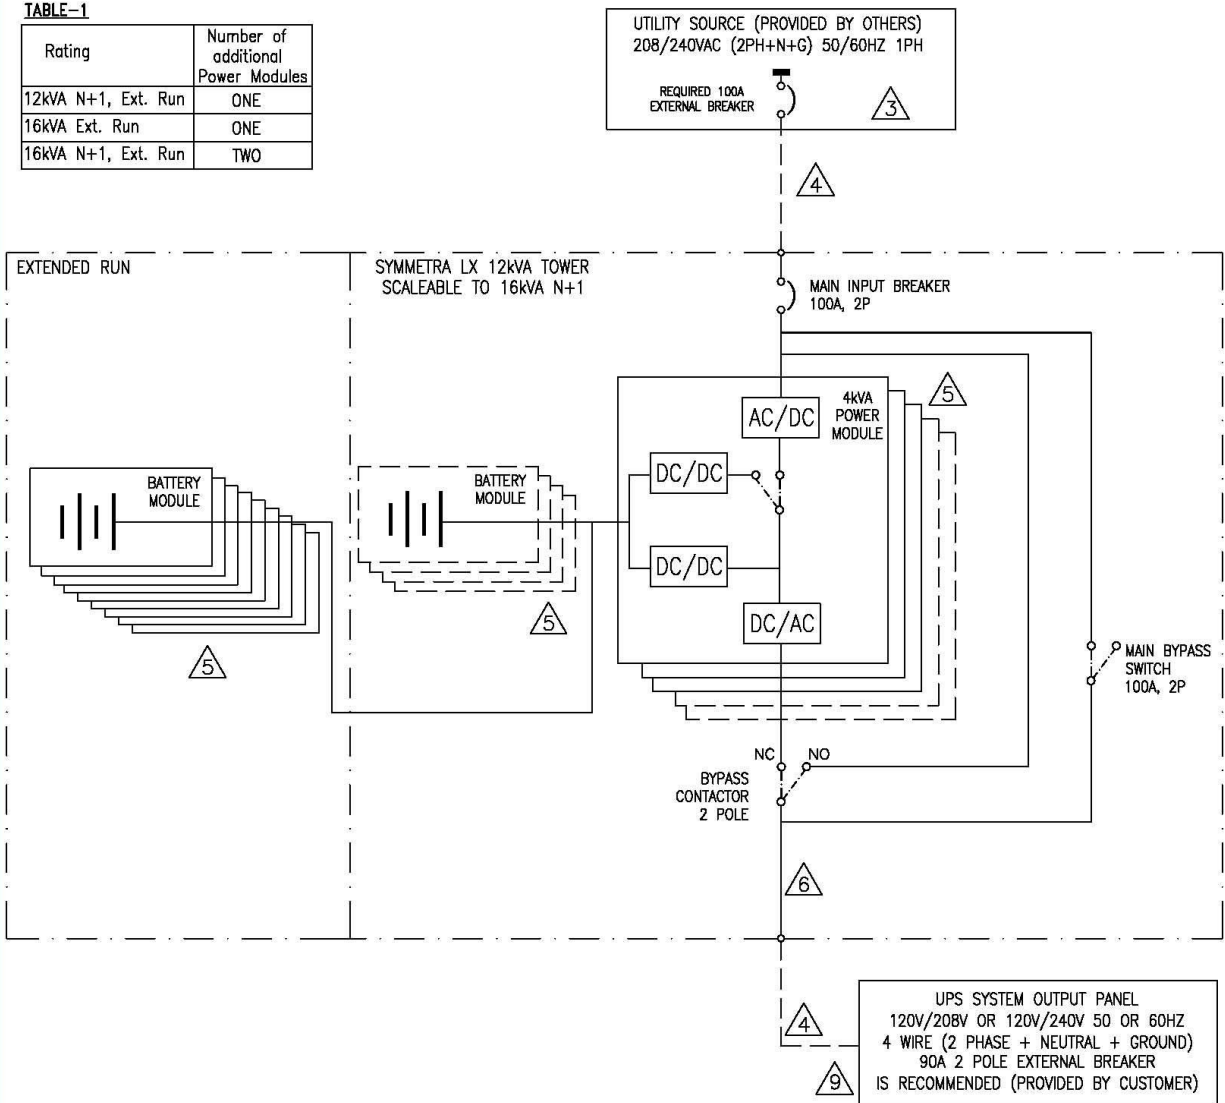 TABLE-1
Rating
Number of
additional
Power Modules
12kVA N+1, Ext. Run ONE
16kVA Ext. Run ONE
16kVA N+1, Ext. Run TWO
UTILITY SOURCE (PROVIDED BY OTHERS)
208/240VAC (2PH+N+G) 50/60HZ 1PH
REQUIRED 100A
EXTERNAL BREAKER
3
4
EXTENDED RUN
SYMMETRA LX 12kVA TOWER
SCALEABLE TO 16kVA N+1
MAIN INPUT BREAKER
100A, 2P
5
4kVA
POWER
MODULE
AC/DC
DC/DC
DC/DC
DC/AC
BATTERY
MODULE
5
BATTERY
MODULE
5
MAIN BYPASS
SWITCH
100A, 2P
NC NO
BYPASS
CONTACTOR
2 POLE
6
4
9
UPS SYSTEM OUTPUT PANEL
120V/208V OR 120V/240V 50 OR 60HZ
4 WIRE (2 PHASE + NEUTRAL + GROUND)
90A 2 POLE EXTERNAL BREAKER
IS RECOMMENDED (PROVIDED BY CUSTOMER)